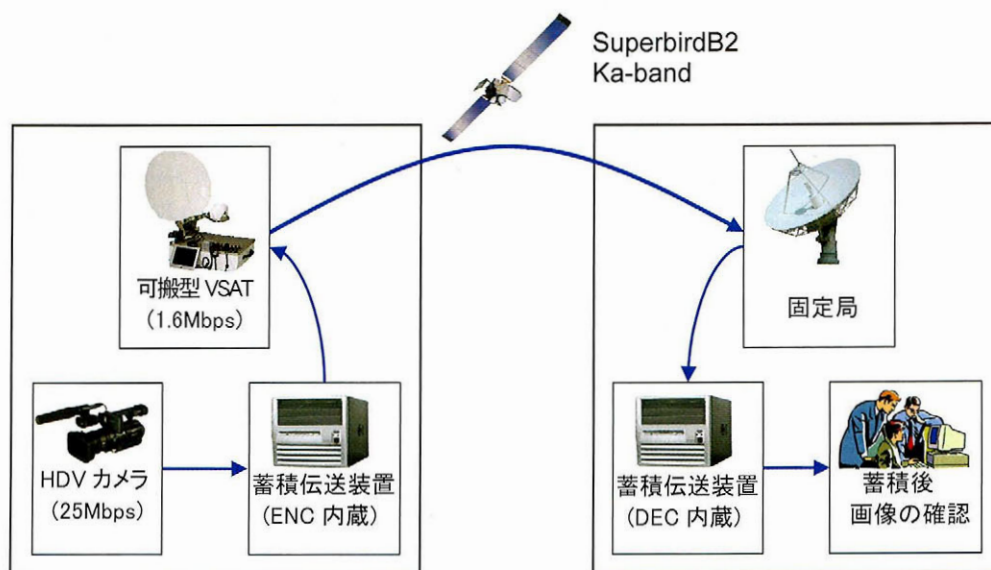 SuperbirdB2
Ka-band
可搬型 VSAT
(1.6Mbps)
HDV カメラ
(25Mbps)
蓄積伝送装置
(ENC 内蔵)
固定局
蓄積伝送装置
(DEC 内蔵)
蓄積後
画像の確認